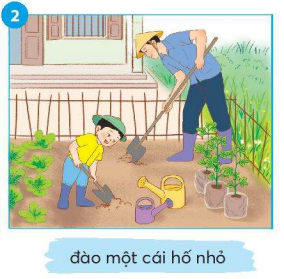 2
đào một cái hố nhỏ